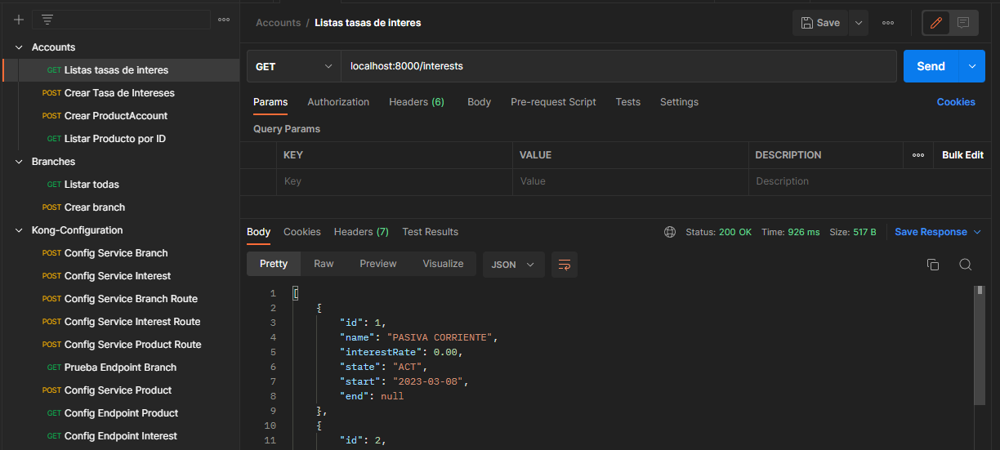 Accounts
GET Listas tasas de interes
POST Crear Tasa de Intereses
POST Crear ProductAccount
GET Listar Producto por ID
Branches
GET Listar todas
POST Crear branch
Kong-Configuration
POST Config Service Branch
POST Config Service Interest
POST Config Service Branch Route
POST Config Service Interest Route
POST Config Service Product Route
GET Prueba Endpoint Branch
POST Config Service Product
GET Config Endpoint Product
GET Config Endpoint Interest
Accounts / Listas tasas de interes
Save
GET localhost:8000/interests Send
Params Authorization Headers (6) Body Pre-request Script Tests Settings Cookies
Query Params
KEY VALUE DESCRIPTION Bulk Edit
Key Value Description
Body Cookies Headers (7) Test Results Status: 200 OK Time: 926 ms Size: 517 B Save Response
Pretty Raw Preview Visualize JSON
1 [
2 {
3 "id": 1,
4 "name": "PASIVA CORRIENTE",
5 "interestRate": 0.00,
6 "state": "ACT",
7 "start": "2023-03-08",
8 "end": null
9 },
10 {
11 "id": 2,